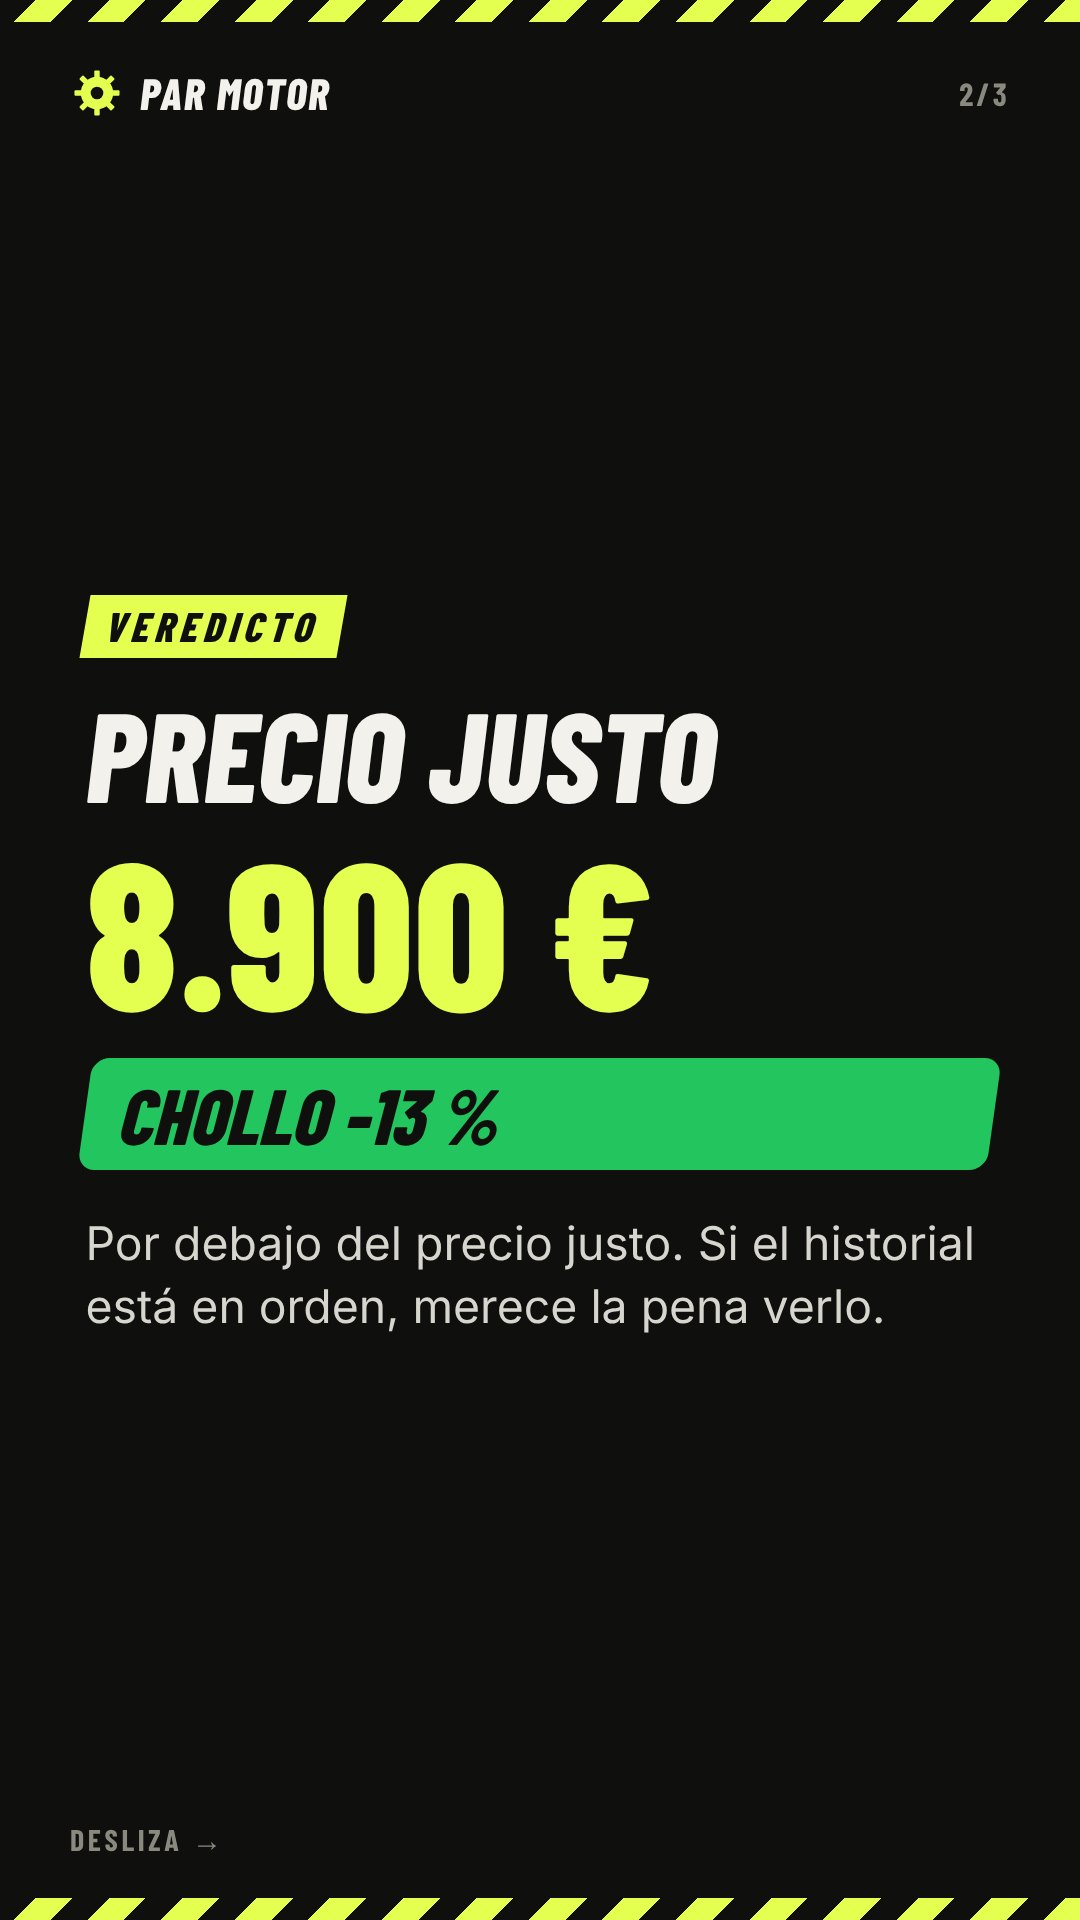 PAR MOTOR
2/3
VEREDICTO
PRECIO JUSTO
8.900 €
CHOLLO -13 %
Por debajo del precio justo. Si el historial
está en orden, merece la pena verlo.
DESLIZA →